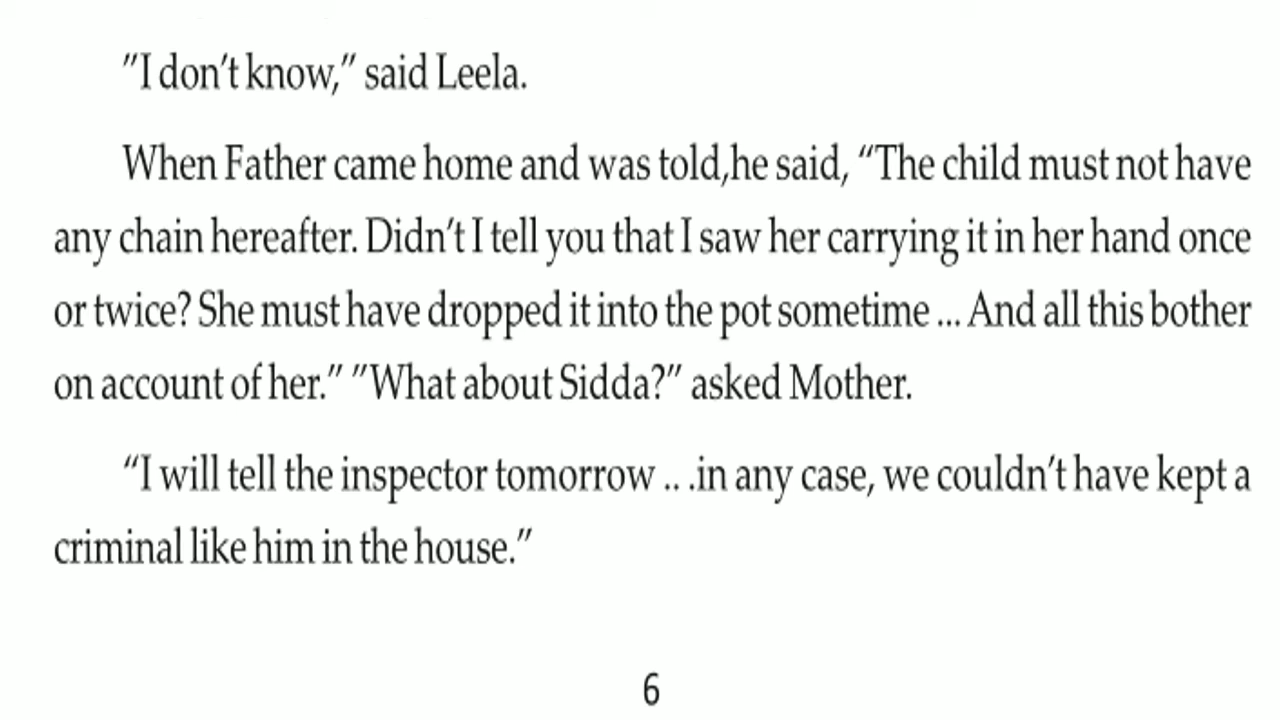 "I don't know," said Leela.
When Father came home and was told,he said, “The child must not have
any chain hereafter. Didn't I tell you that I saw her carrying it in her hand once
or twice? She must have dropped it into the pot sometime ... And all this bother
on account of her.” "What about Sidda?” asked Mother.
“I will tell the inspector tomorrow .. .in any case, we couldn't have kept a
criminal like him in the house.”
6